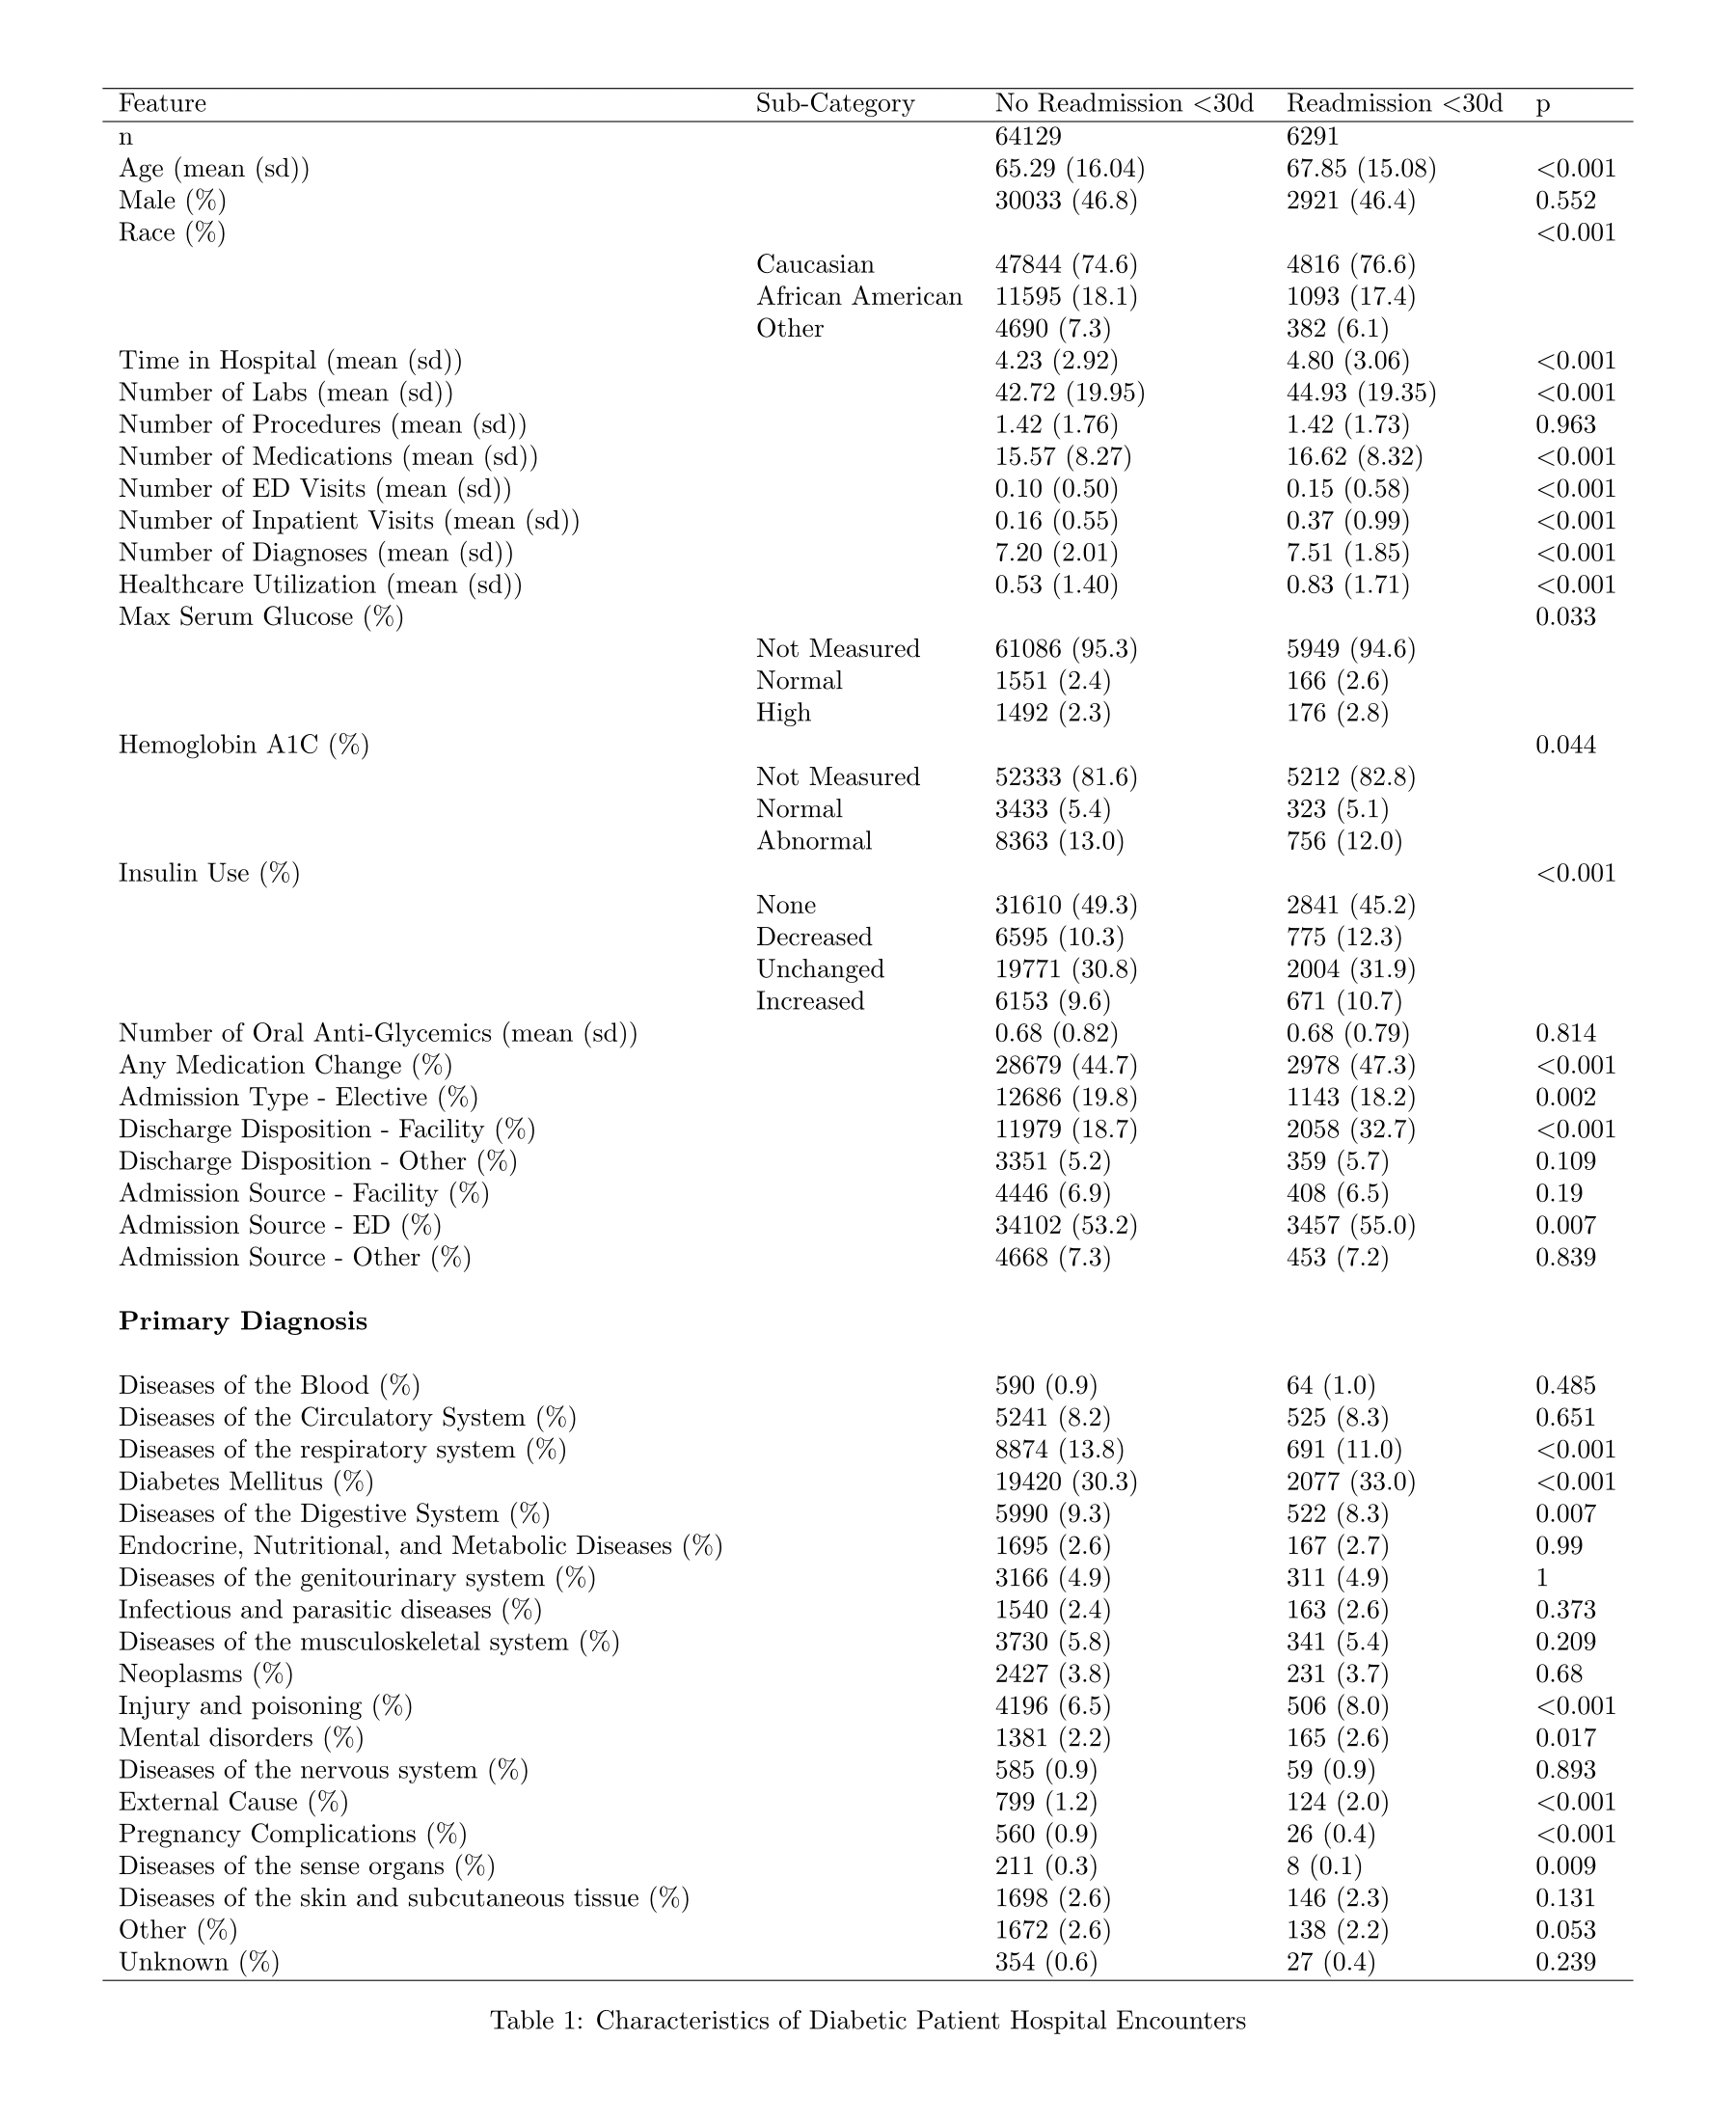 Feature Sub-Category No Readmission <30d Readmission <30d p
n 64129 6291
Age (mean (sd)) 65.29 (16.04) 67.85 (15.08) <0.001
Male (%) 30033 (46.8) 2921 (46.4) 0.552
Race (%) <0.001
Caucasian 47844 (74.6) 4816 (76.6)
African American 11595 (18.1) 1093 (17.4)
Other 4690 (7.3) 382 (6.1)
Time in Hospital (mean (sd)) 4.23 (2.92) 4.80 (3.06) <0.001
Number of Labs (mean (sd)) 42.72 (19.95) 44.93 (19.35) <0.001
Number of Procedures (mean (sd)) 1.42 (1.76) 1.42 (1.73) 0.963
Number of Medications (mean (sd)) 15.57 (8.27) 16.62 (8.32) <0.001
Number of ED Visits (mean (sd)) 0.10 (0.50) 0.15 (0.58) <0.001
Number of Inpatient Visits (mean (sd)) 0.16 (0.55) 0.37 (0.99) <0.001
Number of Diagnoses (mean (sd)) 7.20 (2.01) 7.51 (1.85) <0.001
Healthcare Utilization (mean (sd)) 0.53 (1.40) 0.83 (1.71) <0.001
Max Serum Glucose (%) 0.033
Not Measured 61086 (95.3) 5949 (94.6)
Normal 1551 (2.4) 166 (2.6)
High 1492 (2.3) 176 (2.8)
Hemoglobin A1C (%) 0.044
Not Measured 52333 (81.6) 5212 (82.8)
Normal 3433 (5.4) 323 (5.1)
Abnormal 8363 (13.0) 756 (12.0)
Insulin Use (%) <0.001
None 31610 (49.3) 2841 (45.2)
Decreased 6595 (10.3) 775 (12.3)
Unchanged 19771 (30.8) 2004 (31.9)
Increased 6153 (9.6) 671 (10.7)
Number of Oral Anti-Glycemics (mean (sd)) 0.68 (0.82) 0.68 (0.79) 0.814
Any Medication Change (%) 28679 (44.7) 2978 (47.3) <0.001
Admission Type - Elective (%) 12686 (19.8) 1143 (18.2) 0.002
Discharge Disposition - Facility (%) 11979 (18.7) 2058 (32.7) <0.001
Discharge Disposition - Other (%) 3351 (5.2) 359 (5.7) 0.109
Admission Source - Facility (%) 4446 (6.9) 408 (6.5) 0.19
Admission Source - ED (%) 34102 (53.2) 3457 (55.0) 0.007
Admission Source - Other (%) 4668 (7.3) 453 (7.2) 0.839
Primary Diagnosis
Diseases of the Blood (%) 590 (0.9) 64 (1.0) 0.485
Diseases of the Circulatory System (%) 5241 (8.2) 525 (8.3) 0.651
Diseases of the respiratory system (%) 8874 (13.8) 691 (11.0) <0.001
Diabetes Mellitus (%) 19420 (30.3) 2077 (33.0) <0.001
Diseases of the Digestive System (%) 5990 (9.3) 522 (8.3) 0.007
Endocrine, Nutritional, and Metabolic Diseases (%) 1695 (2.6) 167 (2.7) 0.99
Diseases of the genitourinary system (%) 3166 (4.9) 311 (4.9) 1
Infectious and parasitic diseases (%) 1540 (2.4) 163 (2.6) 0.373
Diseases of the musculoskeletal system (%) 3730 (5.8) 341 (5.4) 0.209
Neoplasms (%) 2427 (3.8) 231 (3.7) 0.68
Injury and poisoning (%) 4196 (6.5) 506 (8.0) <0.001
Mental disorders (%) 1381 (2.2) 165 (2.6) 0.017
Diseases of the nervous system (%) 585 (0.9) 59 (0.9) 0.893
External Cause (%) 799 (1.2) 124 (2.0) <0.001
Pregnancy Complications (%) 560 (0.9) 26 (0.4) <0.001
Diseases of the sense organs (%) 211 (0.3) 8 (0.1) 0.009
Diseases of the skin and subcutaneous tissue (%) 1698 (2.6) 146 (2.3) 0.131
Other (%) 1672 (2.6) 138 (2.2) 0.053
Unknown (%) 354 (0.6) 27 (0.4) 0.239
Table 1: Characteristics of Diabetic Patient Hospital Encounters